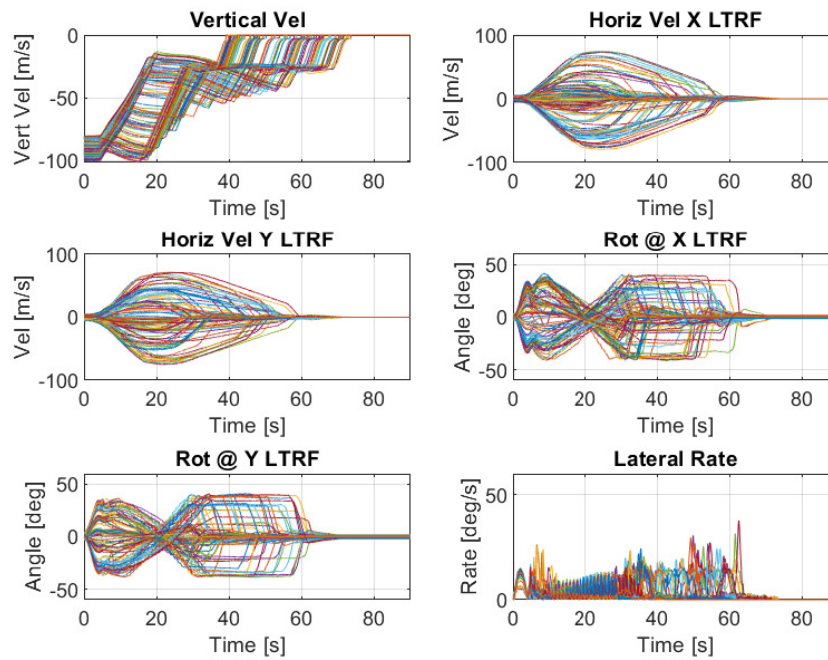 Vertical Vel
Vert Vel [m/s]
0
-50
-100
0 20 40 60 80
Time [s]
Horiz Vel X LTRF
Vel [m/s]
100
0
-100
0 20 40 60 80
Time [s]
Horiz Vel Y LTRF
Vel [m/s]
100
0
-100
0 20 40 60 80
Time [s]
Rot @ X LTRF
Angle [deg]
50
0
-50
0 20 40 60 80
Time [s]
Rot @ Y LTRF
Angle [deg]
50
0
-50
0 20 40 60 80
Time [s]
Lateral Rate
Rate [deg/s]
50
0
0 20 40 60 80
Time [s]